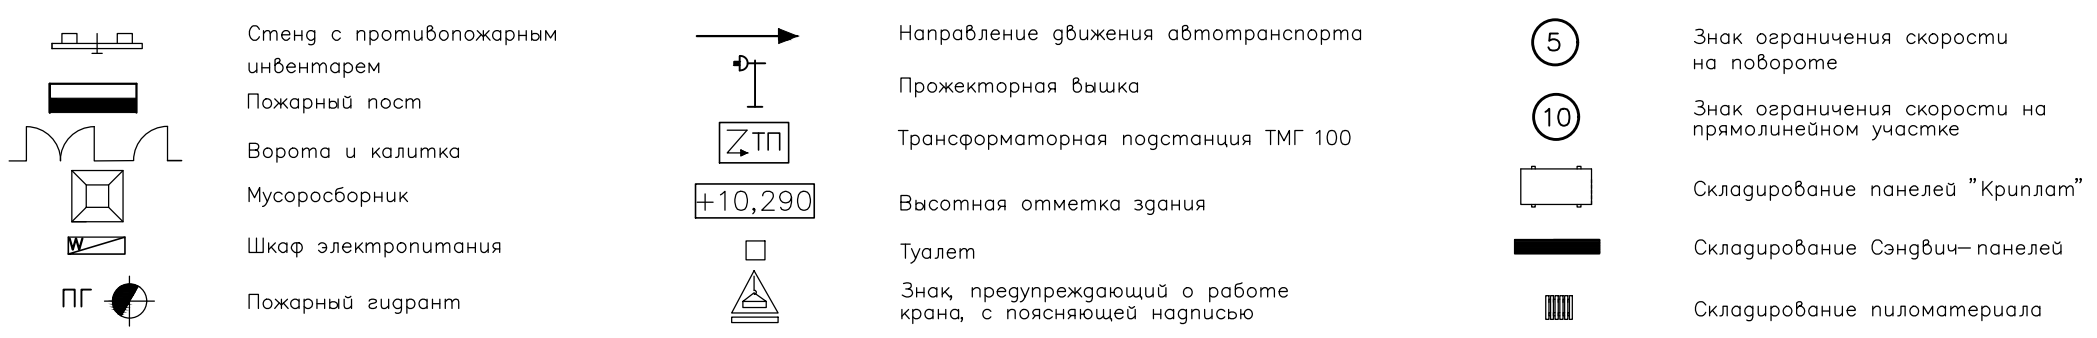 Стенд с противопожарным
инвентарем
Пожарный пост
Ворота и калитка
Мусоросборник
W
Шкаф электропитания
ПГ
Пожарный гидрант
Направление движения автотранспорта
Прожекторная вышка
ТП
Трансформаторная подстанция ТМГ 100
+10,290
Высотная отметка здания
Туалет
Знак, предупреждающий о работе
крана, с поясняющей надписью
5
Знак ограничения скорости
на повороте
10
Знак ограничения скорости на
прямолинейном участке
Складирование панелей "Криплат"
Складирование Сэндвич-панелей
Складирование пиломатериала